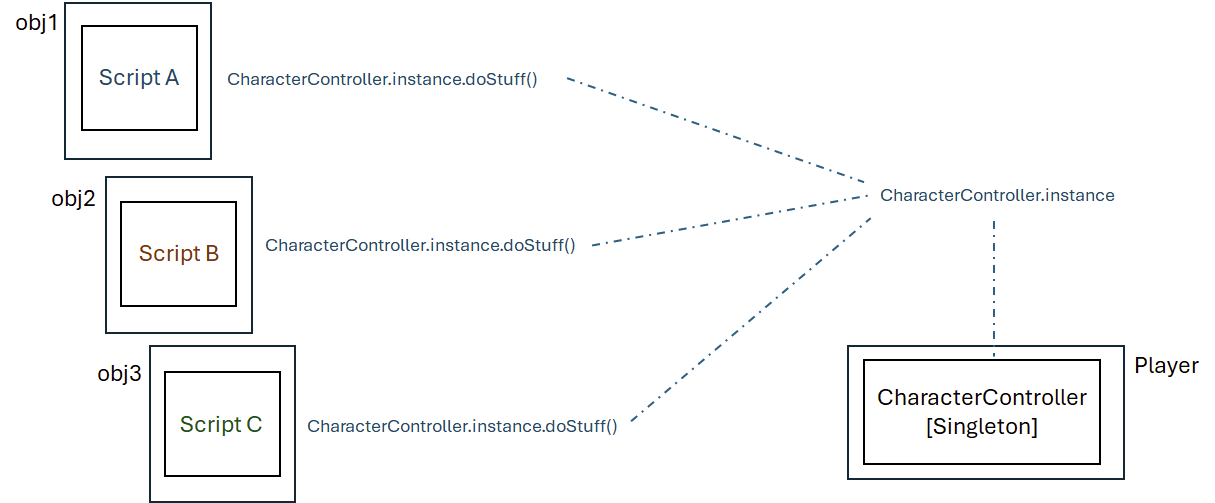 obj1
Script A
CharacterController.instance.doStuff()
obj2
Script B
CharacterController.instance.doStuff()
CharacterController.instance
obj3
Script C
CharacterController.instance.doStuff()
Player
CharacterController
[Singleton]